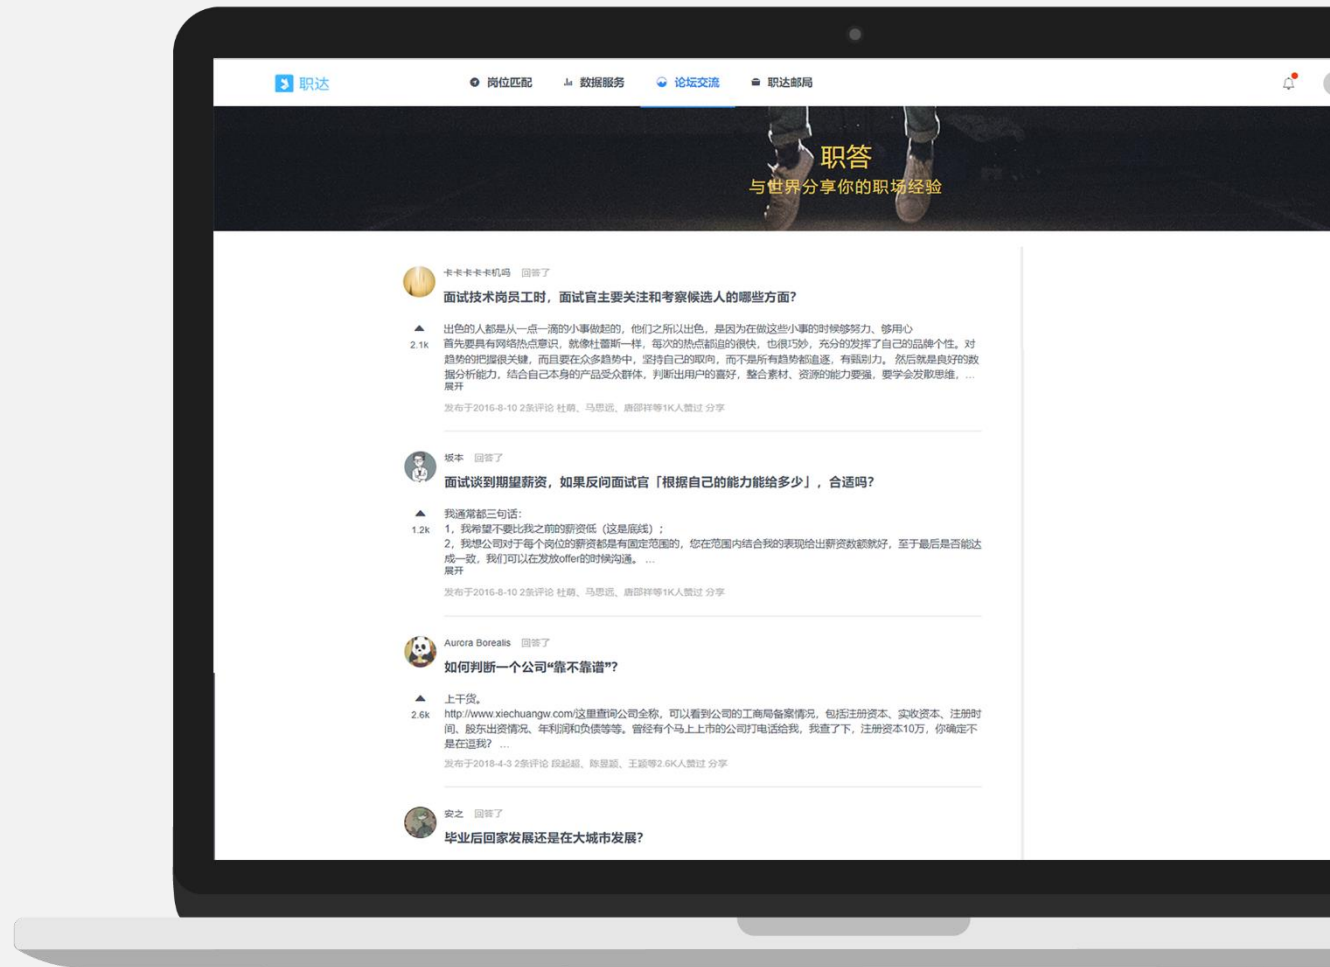 职达
岗位匹配
数据服务
论坛交流
职达邮局
职答
与世界分享你的职场经验
卡卡卡卡卡机吗 回答了
面试技术岗员工时，面试官主要关注和考察候选人的哪些方面？
2.1k
出色的人都是从一点一滴的小事做起的，他们之所以出色，是因为在做这些小事的时候够努力、够用心
首先要具有网络热点意识，就像杜蕾斯一样，每次的热点都追的很快，也很巧妙，充分的发挥了自己的品牌个性。对
趋势的把握很关键，而且要在众多趋势中，坚持自己的取向，而不是所有趋势都追逐，有甄别力。 然后就是良好的数
据分析能力，结合自己本身的产品受众群体，判断出用户的喜好，整合素材、资源的能力要强，要学会发散思维，…
展开
发布于2016-8-10 2条评论 杜萌、马思远、唐邵祥等1K人赞过 分享
坂本 回答了
面试谈到期望薪资，如果反问面试官「根据自己的能力能给多少」，合适吗？
1.2k
我通常都三句话：
1，我希望不要比我之前的薪资低（这是底线）；
2，我想公司对于每个岗位的薪资都是有固定范围的，您在范围内结合我的表现给出薪资数额就好，至于最后是否能达
成一致，我们可以在发放offer的时候沟通。 …
展开
发布于2016-8-10 2条评论 杜萌、马思远、唐邵祥等1K人赞过 分享
Aurora Borealis 回答了
如何判断一个公司“靠不靠谱”？
2.6k
上干货。
http://www.xiechuangw.com/这里查询公司全称，可以看到公司的工商局备案情况，包括注册资本、实收资本、注册时
间、股东出资情况、年利润和负债等等。曾经有个马上上市的公司打电话给我，我查了下，注册资本10万，你确定不
是在逗我？ …
发布于2018-4-3 2条评论 段起超、陈昱颖、王颖等2.6K人赞过 分享
安之 回答了
毕业后回家发展还是在大城市发展？